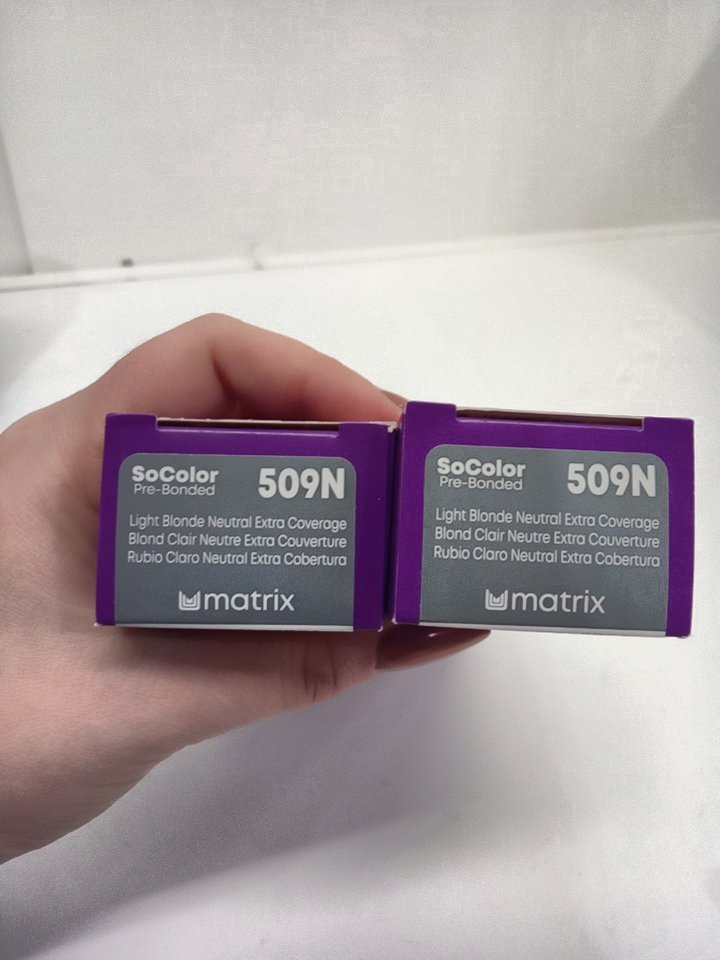 SoColor
Pre-Bonded
509N
Light Blonde Neutral Extra Coverage
Blond Clair Neutre Extra Couverture
Rubio Claro Neutral Extra Cobertura
matrix
SoColor
Pre-Bonded
509N
Light Blonde Neutral Extra Coverage
Blond Clair Neutre Extra Couverture
Rubio Claro Neutral Extra Cobertura
matrix